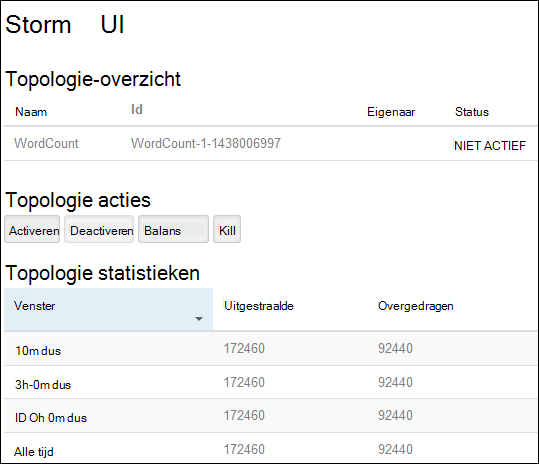 Storm UI
Topologie-overzicht
Naam Id Eigenaar Status
WordCount WordCount-1-1438006997 NIET ACTIEF
Topologie acties
Activeren Deactiveren Balans Kill
Topologie statistieken
Venster Uitgestraalde Overgedragen
10m dus 172460 92440
3h-0m dus 172460 92440
ID Oh 0m dus 172460 92440
Alle tijd 172460 92440